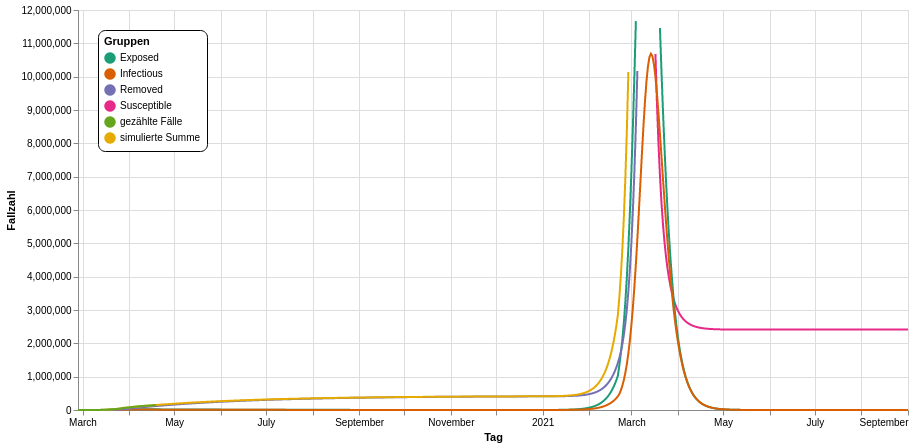 12,000,000
11,000,000
10,000,000
9,000,000
8,000,000
7,000,000
6,000,000
5,000,000
4,000,000
3,000,000
2,000,000
1,000,000
0
Fallzahl
Gruppen
Exposed
Infectious
Removed
Susceptible
gezählte Fälle
simulierte Summe
March May July September November 2021 March May July September
Tag